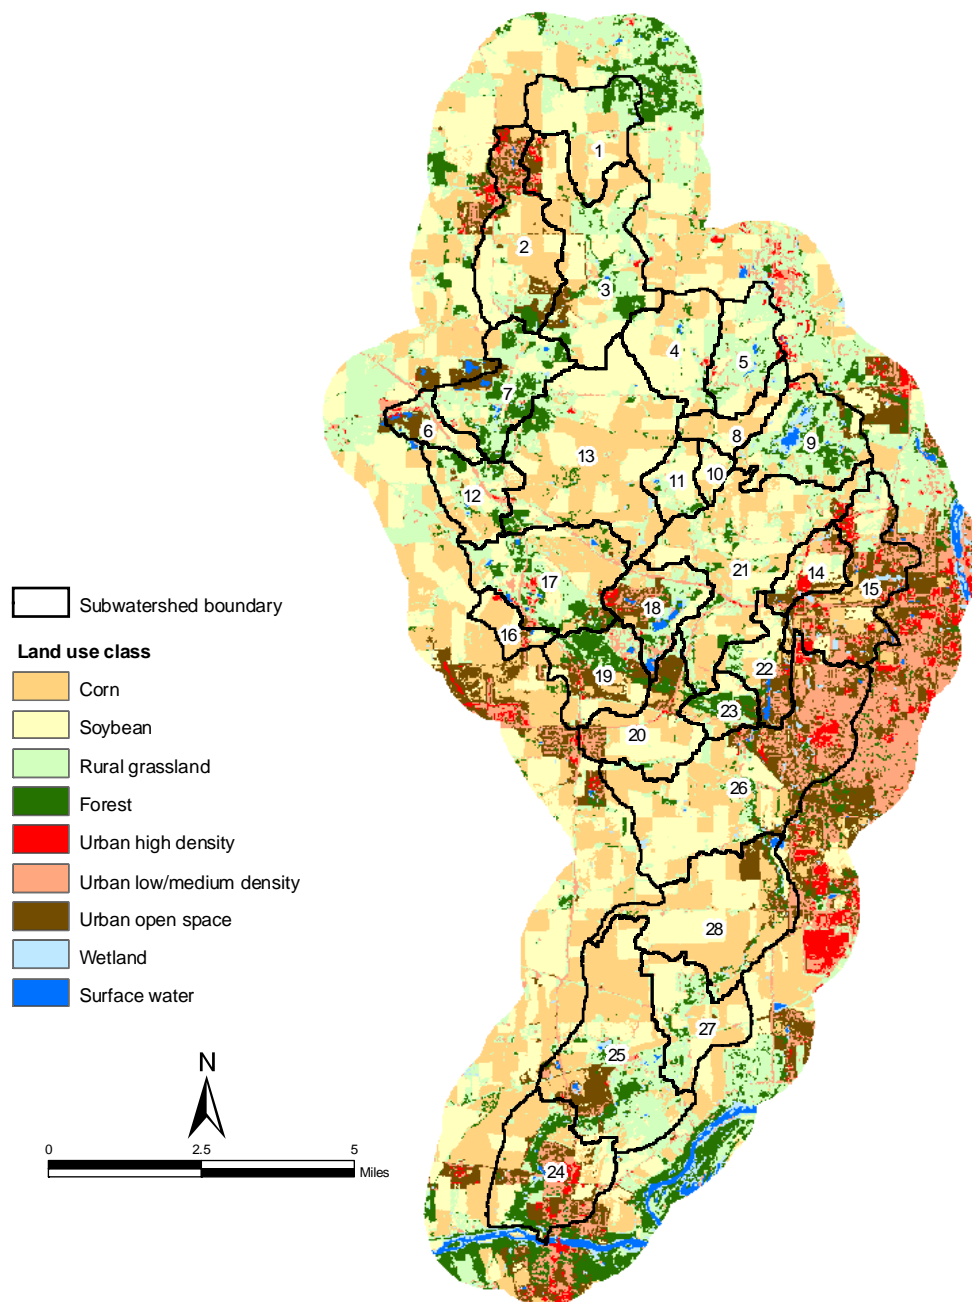 1
2
3
4
5
7
6
8
9
13
10
11
12
21
14
15
17
18
16
19
22
23
20
26
28
27
25
24
Subwatershed boundary
Land use class
Corn
Soybean
Rural grassland
Forest
Urban high density
Urban low/medium density
Urban open space
Wetland
Surface water
N
0 2.5 5
Miles